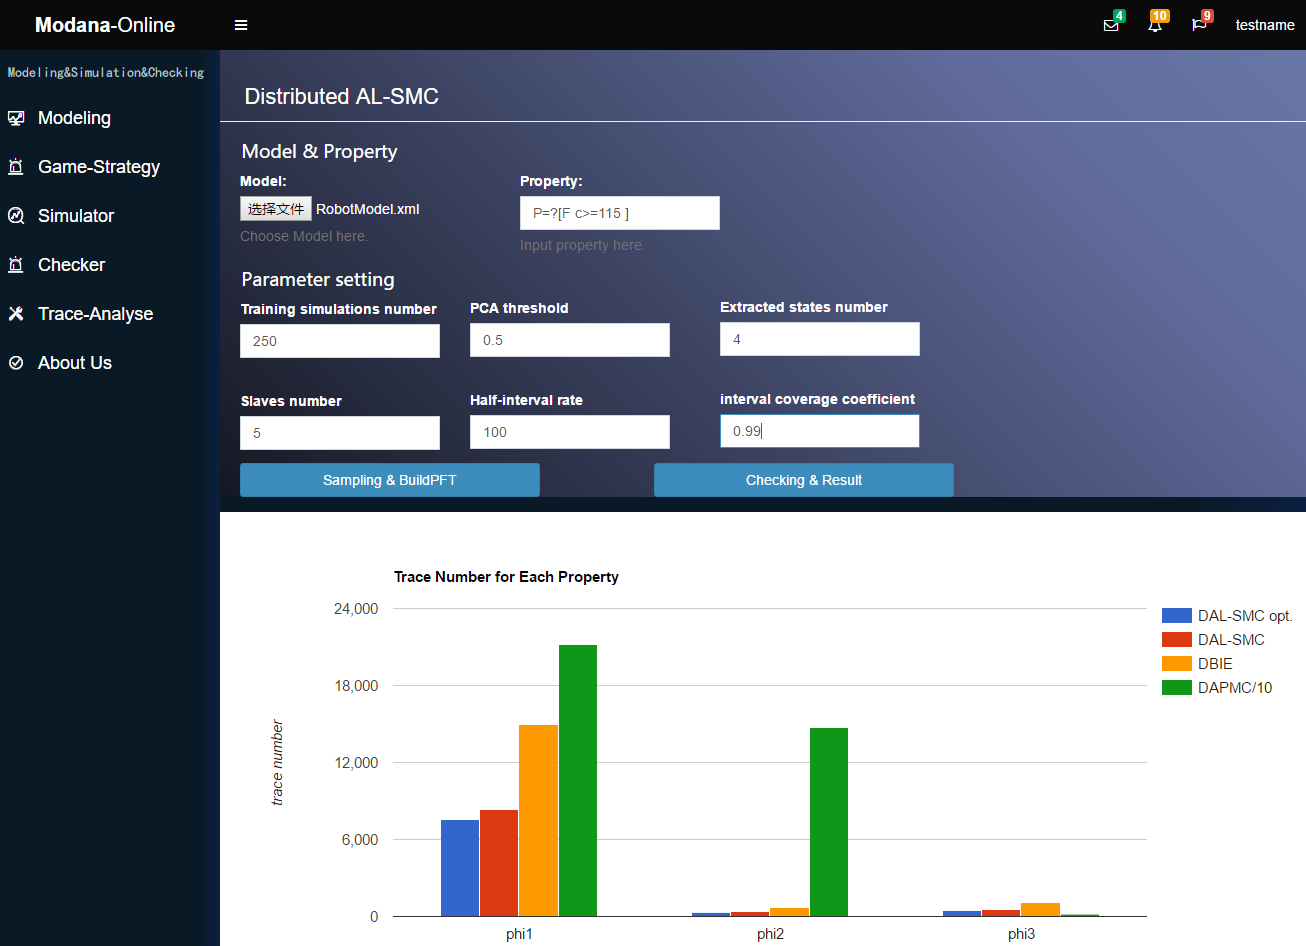 Modana-Online
4
10
9
testname
Modeling&Simulation&Checking
Modeling
Game-Strategy
Simulator
Checker
Trace-Analyse
About Us
Distributed AL-SMC
Model & Property
Model:
Property:
选择文件 RobotModel.xml
P=?[F c>=115 ]
Choose Model here.
Input property here.
Parameter setting
Training simulations number
PCA threshold
Extracted states number
250
0.5
4
Slaves number
Half-interval rate
interval coverage coefficient
5
100
0.99
Sampling & BuildPFT
Checking & Result
Trace Number for Each Property
24,000
18,000
12,000
6,000
0
trace number
phi1
phi2
phi3
DAL-SMC opt.
DAL-SMC
DBIE
DAPMC/10